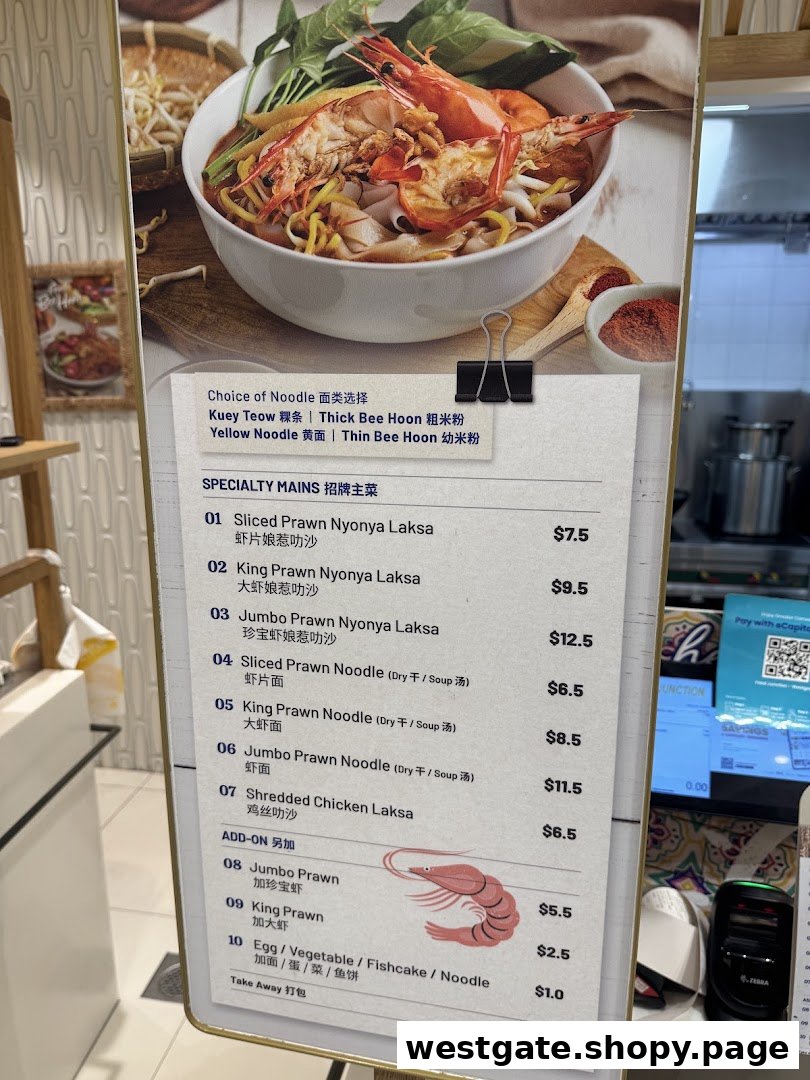 Choice of Noodle 面类选择
Kuey Teow 粿条 | Thick Bee Hoon 粗米粉
Yellow Noodle 黄面 | Thin Bee Hoon 幼米粉
SPECIALTY MAINS 招牌主菜
01 Sliced Prawn Nyonya Laksa $7.5
虾片娘惹叻沙
02 King Prawn Nyonya Laksa $9.5
大虾娘惹叻沙
03 Jumbo Prawn Nyonya Laksa $12.5
珍宝虾娘惹叻沙
04 Sliced Prawn Noodle (Dry 干 / Soup 汤) $6.5
虾片面
05 King Prawn Noodle (Dry 干 / Soup 汤) $8.5
大虾面
06 Jumbo Prawn Noodle (Dry 干 / Soup 汤) $11.5
虾面
07 Shredded Chicken Laksa $6.5
鸡丝叻沙
ADD-ON 另加
08 Jumbo Prawn $5.5
加珍宝虾
09 King Prawn $2.5
加大虾
10 Egg / Vegetable / Fishcake / Noodle $1.0
加面 / 蛋 / 菜 / 鱼饼
Take Away 打包
Pay with eCapita
JUNCTION
SAVINGS
0.00
ZEBRA
westgate.shopy.page